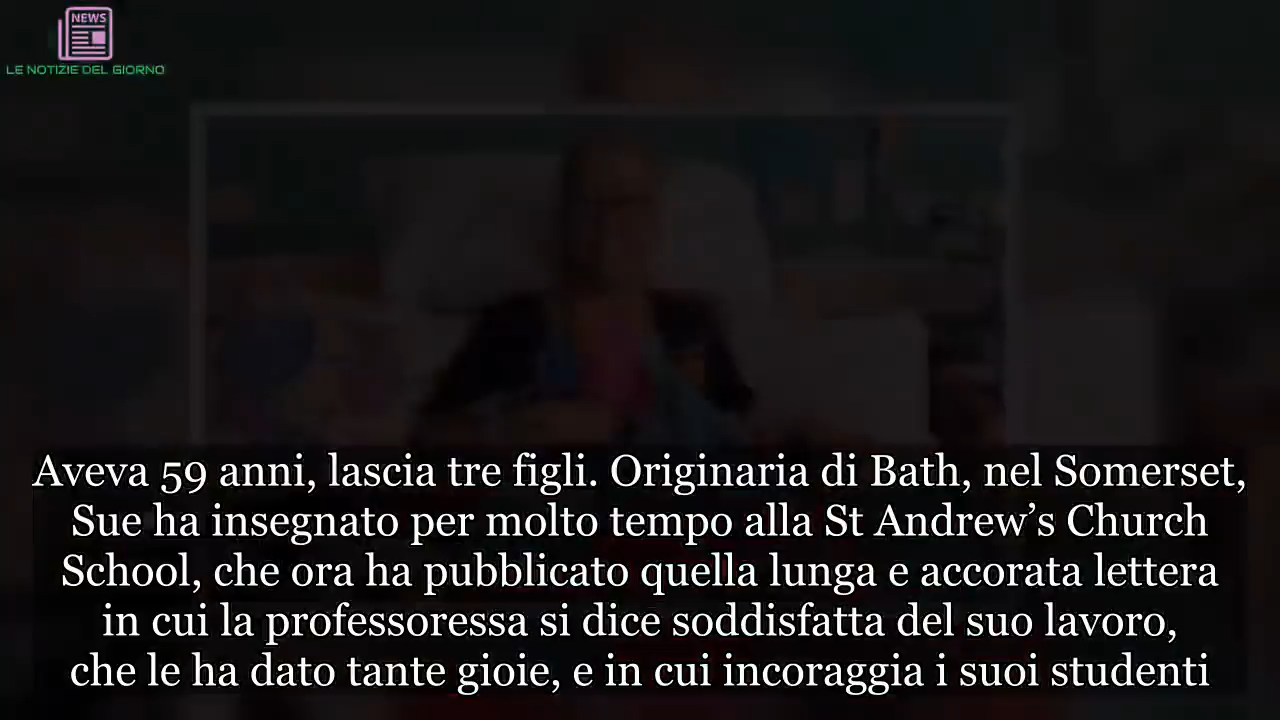 NEWS
LE NOTIZIE DEL GIORNO
Aveva 59 anni, lascia tre figli. Originaria di Bath, nel Somerset,
Sue ha insegnato per molto tempo alla St Andrew’s Church
School, che ora ha pubblicato quella lunga e accorata lettera
in cui la professoressa si dice soddisfatta del suo lavoro,
che le ha dato tante gioie, e in cui incoraggia i suoi studenti